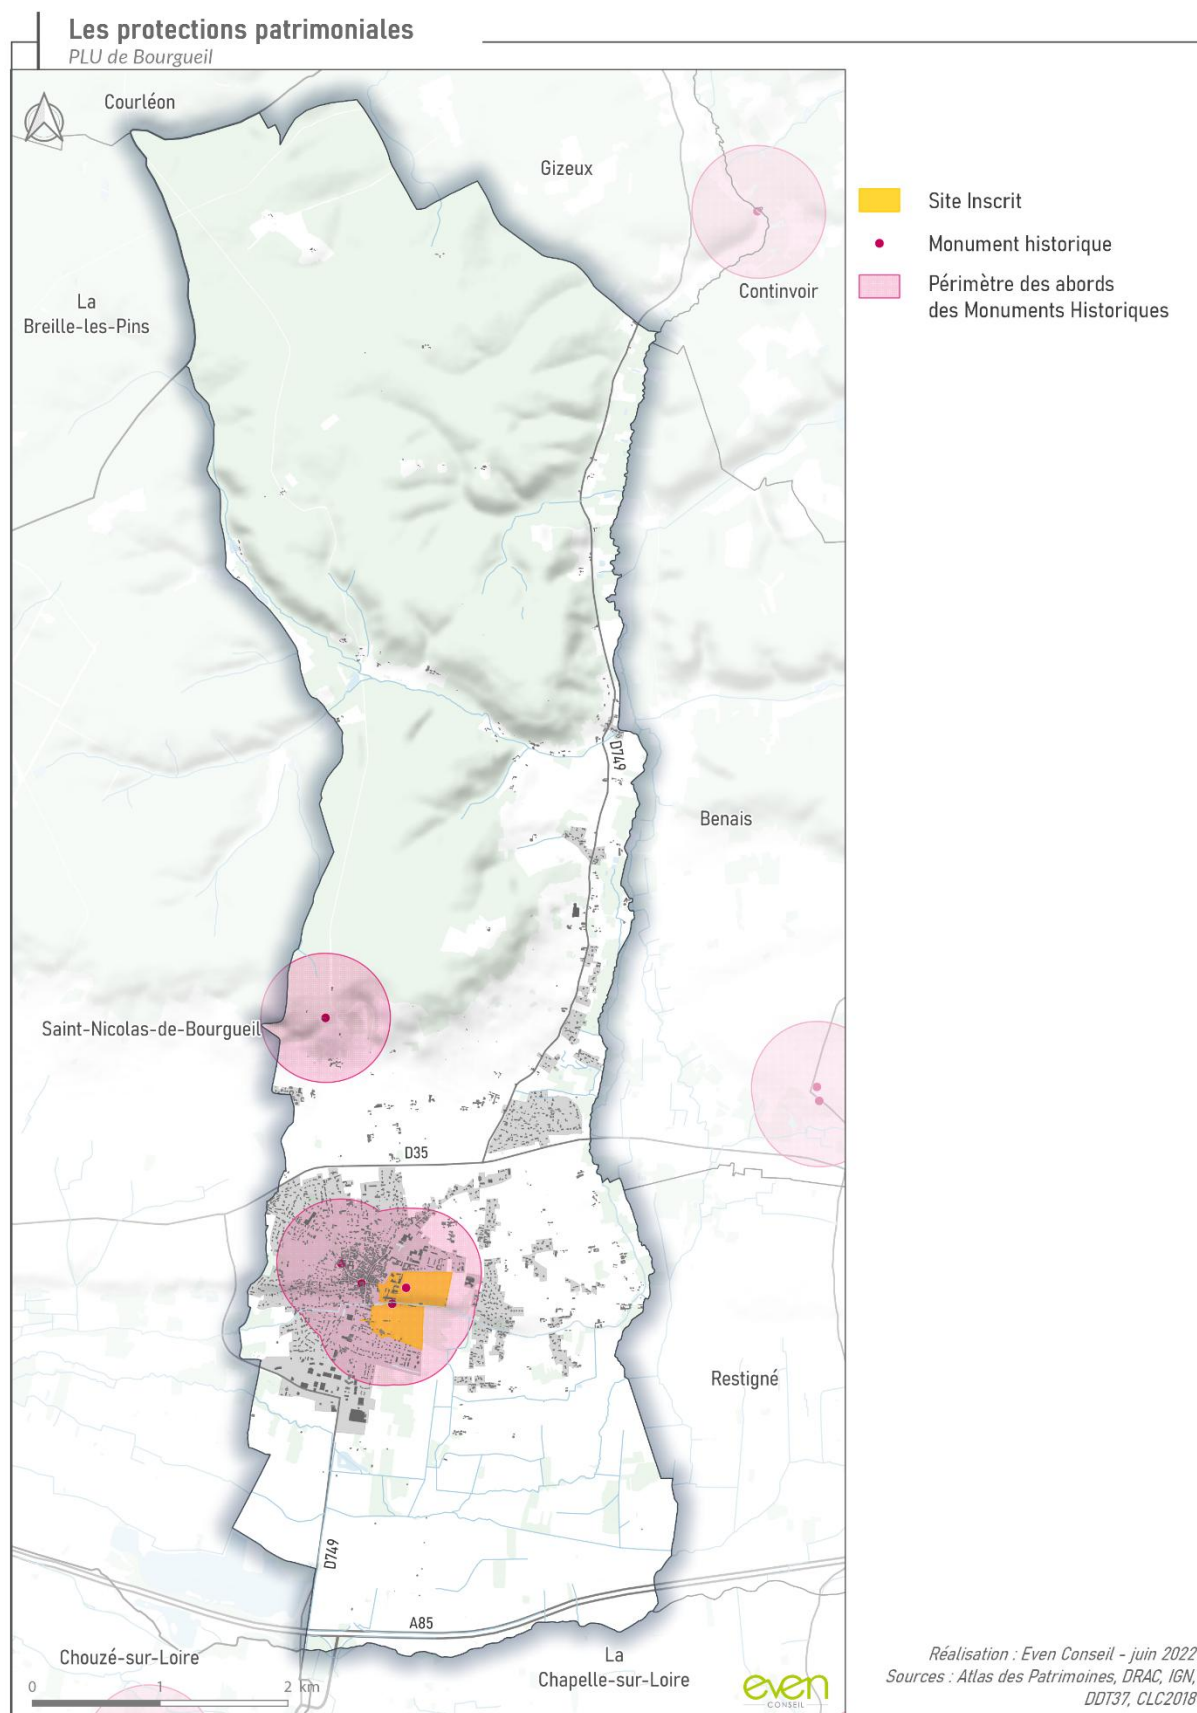 Les protections patrimoniales
PLU de Bourgueil
Courléon
Gizeux
Continvoir
La
Breille-les-Pins
Site Inscrit
Monument historique
Périmètre des abords
des Monuments Historiques
D749
Benais
Saint-Nicolas-de-Bourgueil
D35
Restigné
D749
A85
Chouzé-sur-Loire
La
Chapelle-sur-Loire
0 1 2 km
even
CONSEIL
Réalisation : Even Conseil - juin 2022
Sources : Atlas des Patrimoines, DRAC, IGN,
DDT37, CLC2018